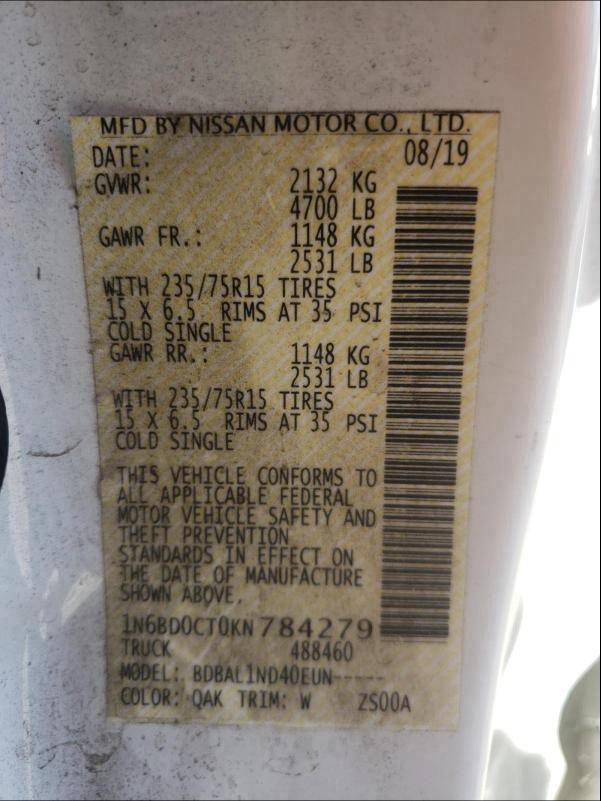 MFD BY NISSAN MOTOR CO., LTD.
DATE: 08/19
GVWR: 2132 KG
4700 LB
GAWR FR.: 1148 KG
2531 LB
WITH 235/75R15 TIRES
15 X 6.5 RIMS AT 35 PSI
COLD SINGLE
GAWR RR.: 1148 KG
2531 LB
WITH 235/75R15 TIRES
15 X 6.5 RIMS AT 35 PSI
COLD SINGLE
THIS VEHICLE CONFORMS TO
ALL APPLICABLE FEDERAL
MOTOR VEHICLE SAFETY AND
THEFT PREVENTION
STANDARDS IN EFFECT ON
THE DATE OF MANUFACTURE
SHOWN ABOVE.
1N6BD0CT0KN784279
TRUCK 488460
MODEL: BDBAL1ND40EUN-----
COLOR: QAK TRIM: W ZS00A